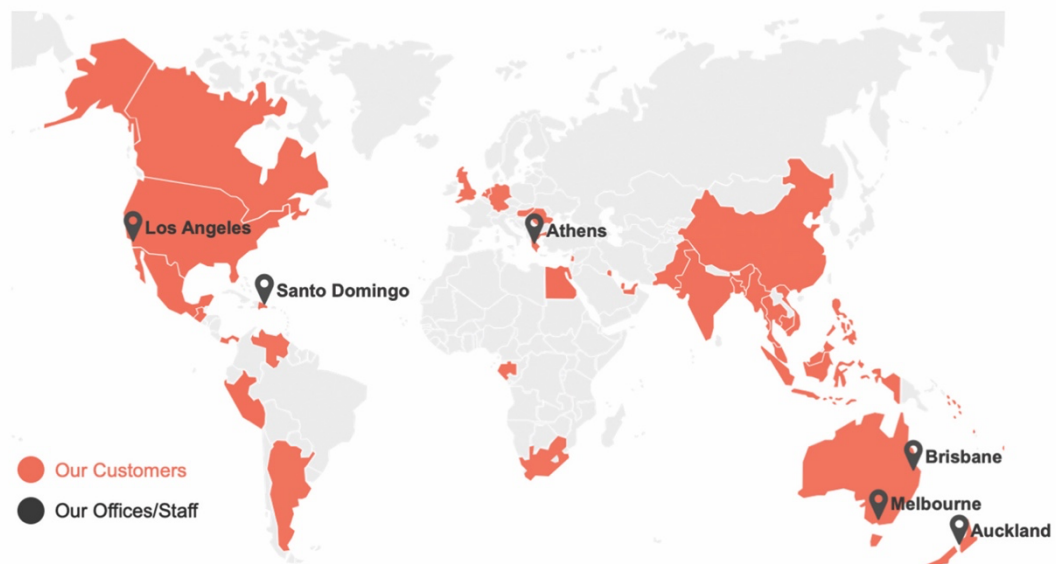 Los Angeles
Athens
Santo Domingo
Our Customers
Brisbane
Our Offices/Staff
Melbourne
Auckland